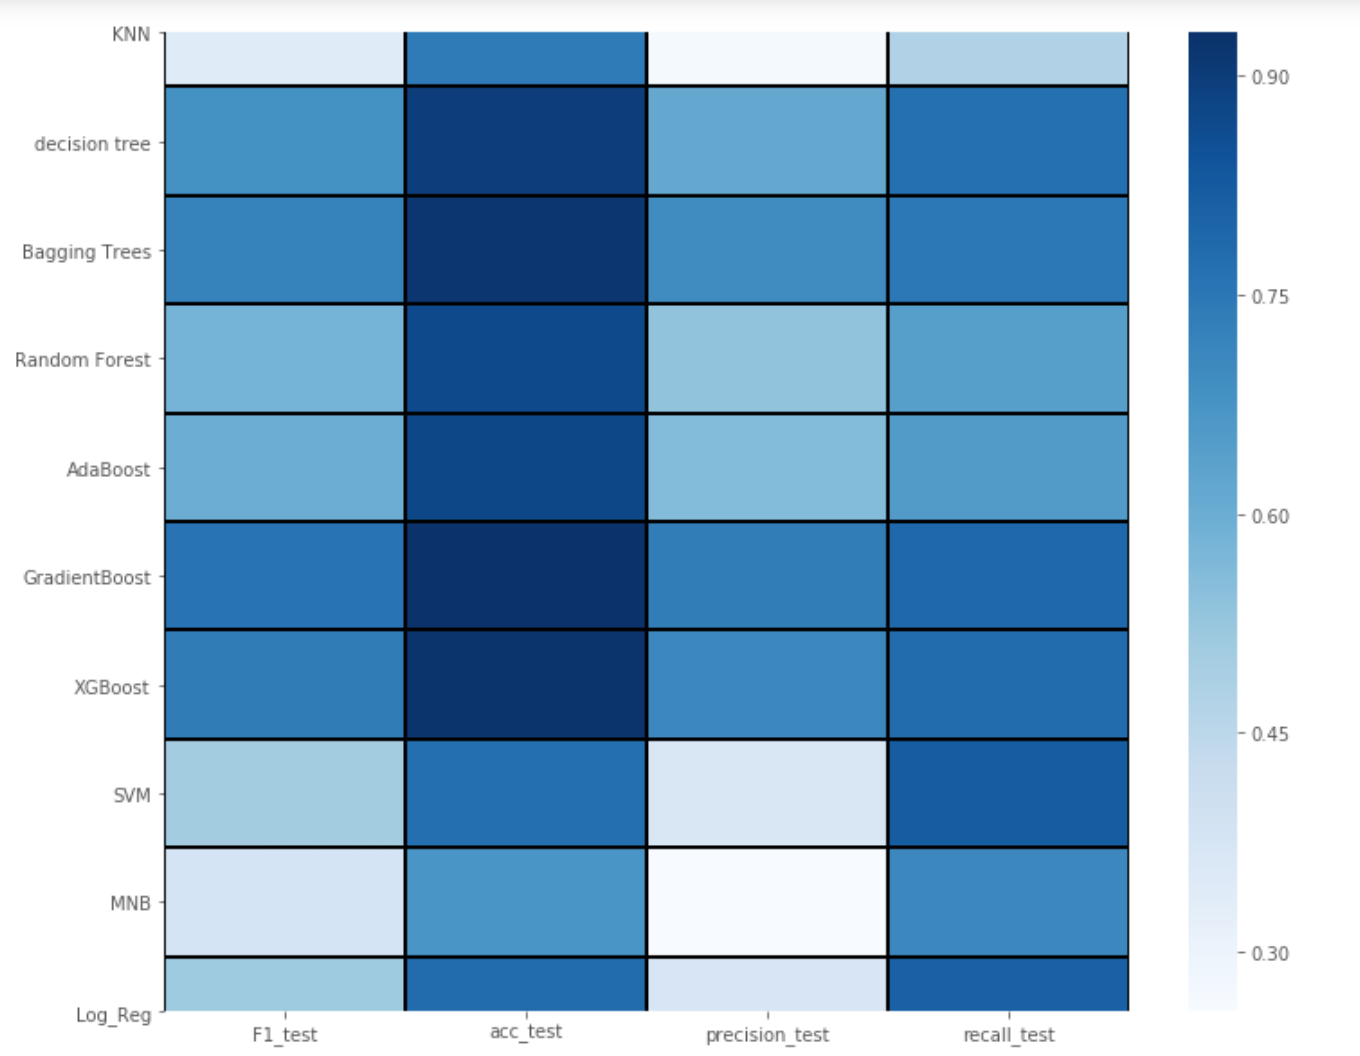 KNN
decision tree
Bagging Trees
Random Forest
AdaBoost
GradientBoost
XGBoost
SVM
MNB
Log_Reg
F1_test acc_test precision_test recall_test
0.90
0.75
0.60
0.45
0.30